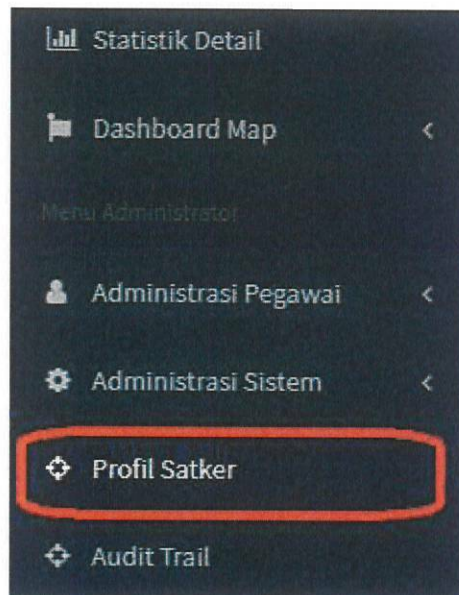 Statistik Detail
Dashboard Map
Menu Administrator
Administrasi Pegawai
Administrasi Sistem
Profil Satker
Audit Trail